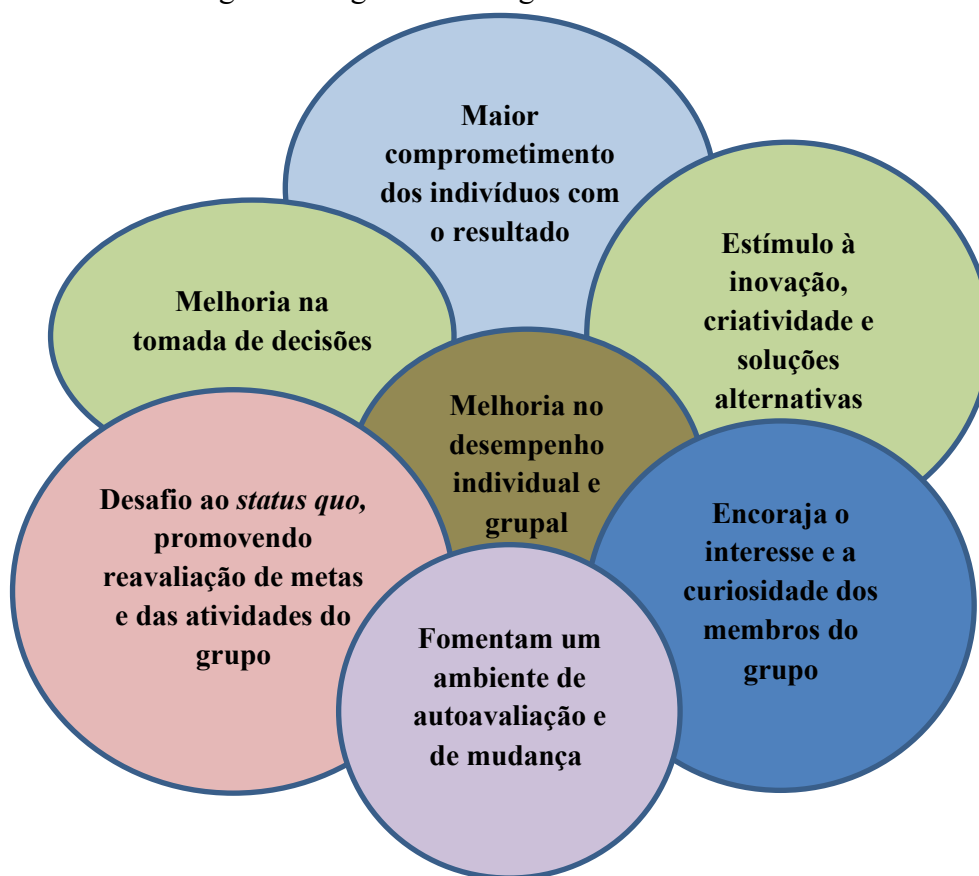 Maior
comprometimento
dos indivíduos com
o resultado
Estímulo à
inovação,
criatividade e
soluções
alternativas
Melhoria na
tomada de decisões
Melhoria no
desempenho
individual e
grupal
Desafio ao status quo,
promovendo
reavaliação de metas
e das atividades do
grupo
Encoraja o
interesse e a
curiosidade dos
membros do
grupo
Fomentam um
ambiente de
autoavaliação e
de mudança